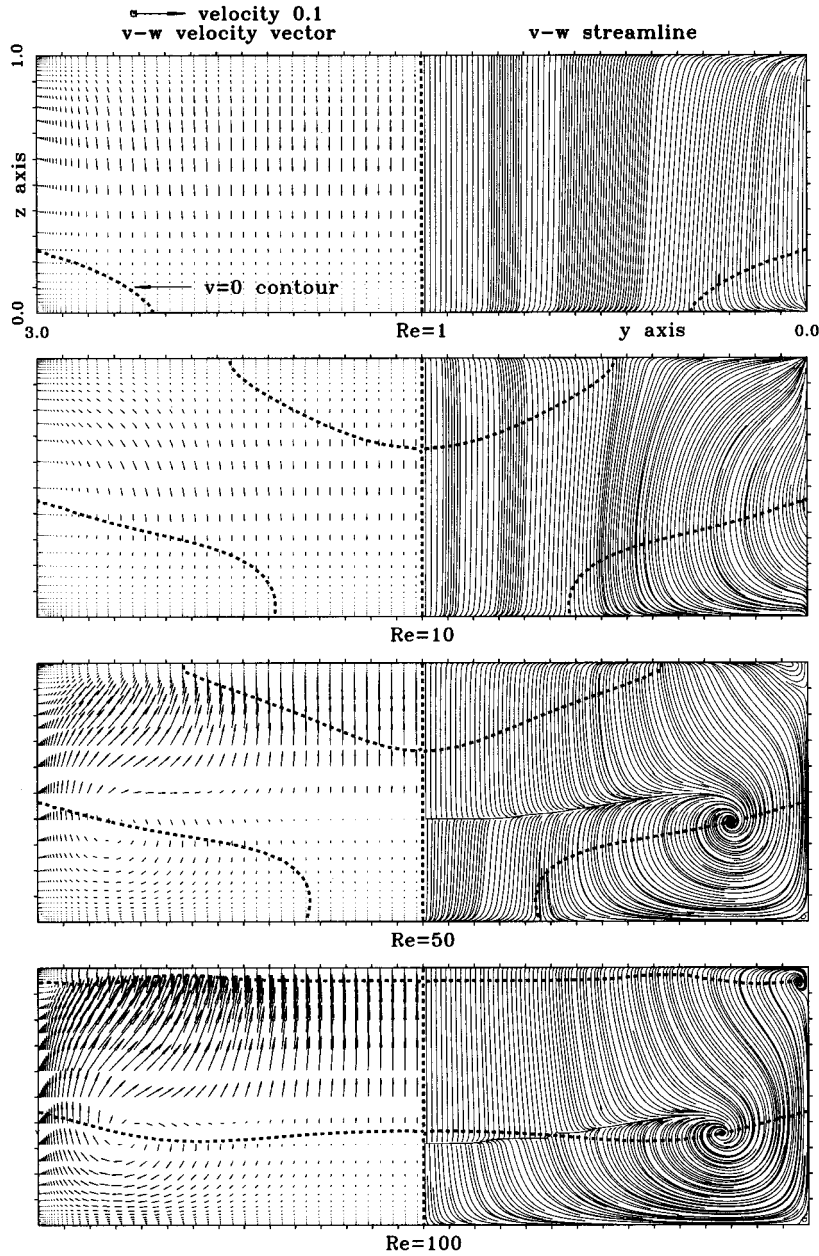 velocity 0.1
v-w velocity vector
v-w streamline
1.0
z axis
0.0
v=0 contour
3.0
Re=1
y axis
0.0
Re=10
Re=50
Re=100